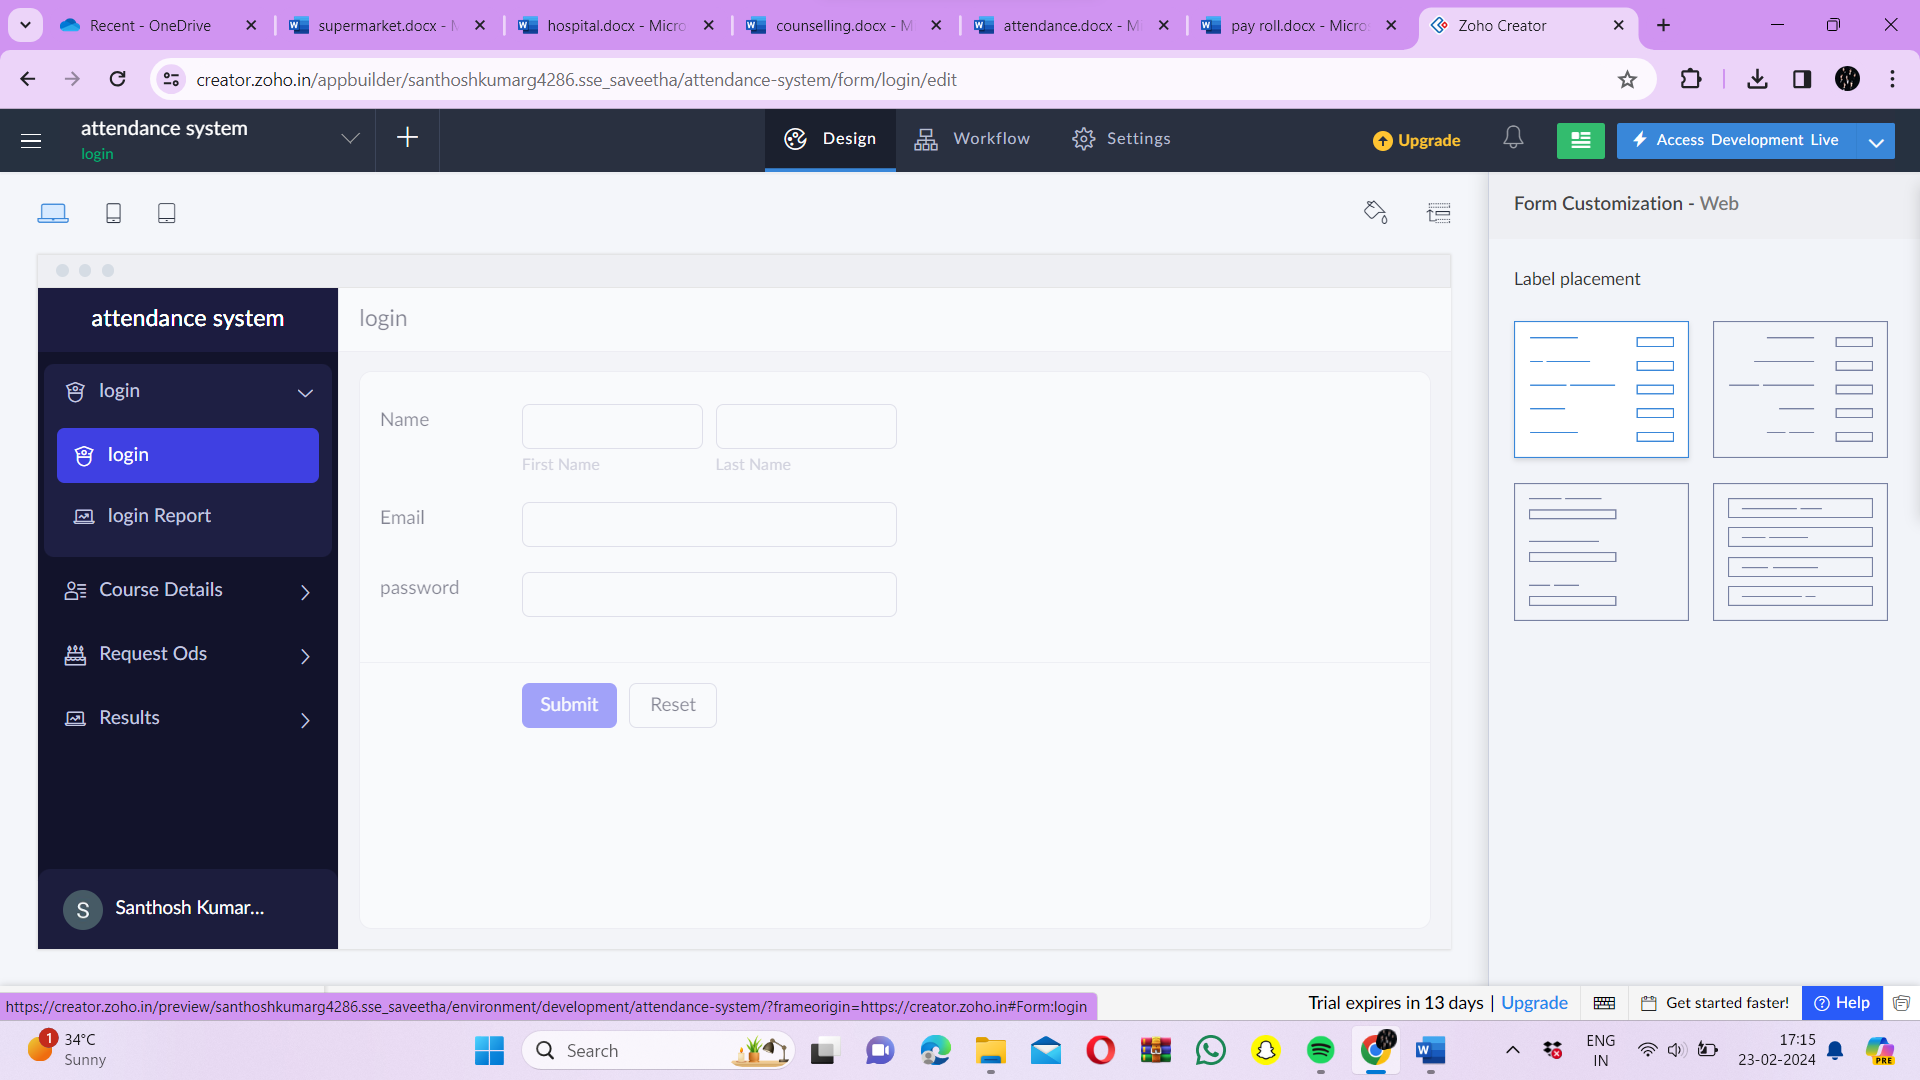 Recent - OneDrive
supermarket.docx - M
hospital.docx - Micro
counselling.docx - M
attendance.docx - Mi
pay roll.docx - Micro
Zoho Creator
creator.zoho.in/appbuilder/santhoshkumarg4286.sse_saveetha/attendance-system/form/login/edit
attendance system
login
Design
Workflow
Settings
Upgrade
Access Development Live
Form Customization - Web
Label placement
attendance system
login
login
login
login Report
Course Details
Request Ods
Results
S
Santhosh Kumar...
Name
First Name
Last Name
Email
password
Submit
Reset
https://creator.zoho.in/preview/santhoshkumarg4286.sse_saveetha/environment/development/attendance-system/?frameorigin=https://creator.zoho.in#Form:login
Trial expires in 13 days | Upgrade
Get started faster!
Help
1
34°C
Sunny
Search
ENG
IN
17:15
23-02-2024
PRE